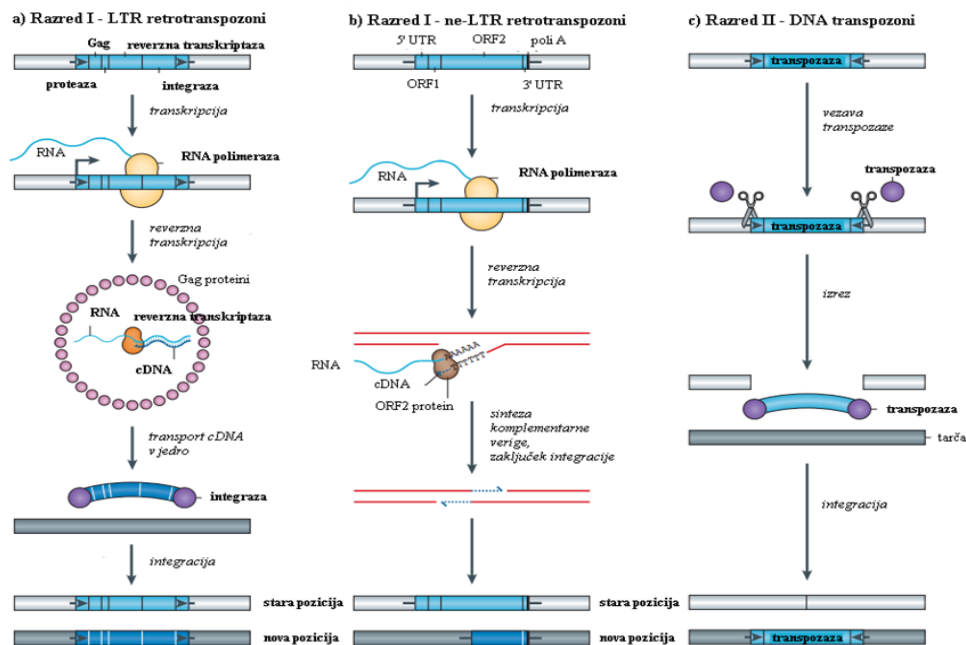 a) Razred I - LTR retrotranspozoni
Gag
reverzna transkriptaza
proteaza
integraza
transkripcija
RNA
RNA polimeraza
reverzna
transkripcija
Gag proteini
RNA
reverzna transkriptaza
cDNA
transport cDNA
v jedro
integraza
integracija
stara pozicija
nova pozicija
b) Razred I - ne-LTR retrotranspozoni
5' UTR
ORF2
poli A
ORF1
3' UTR
transkripcija
RNA
RNA polimeraza
reverzna
transkripcija
AAAAAA
TTTTTT
RNA
cDNA
ORF2 protein
sinteza
komplementarne
verige,
zaključek integracije
stara pozicija
nova pozicija
c) Razred II - DNA transpozoni
transpozaza
vezava
transpozaze
transpozaza
transpozaza
izrez
transpozaza
tarča
integracija
transpozaza